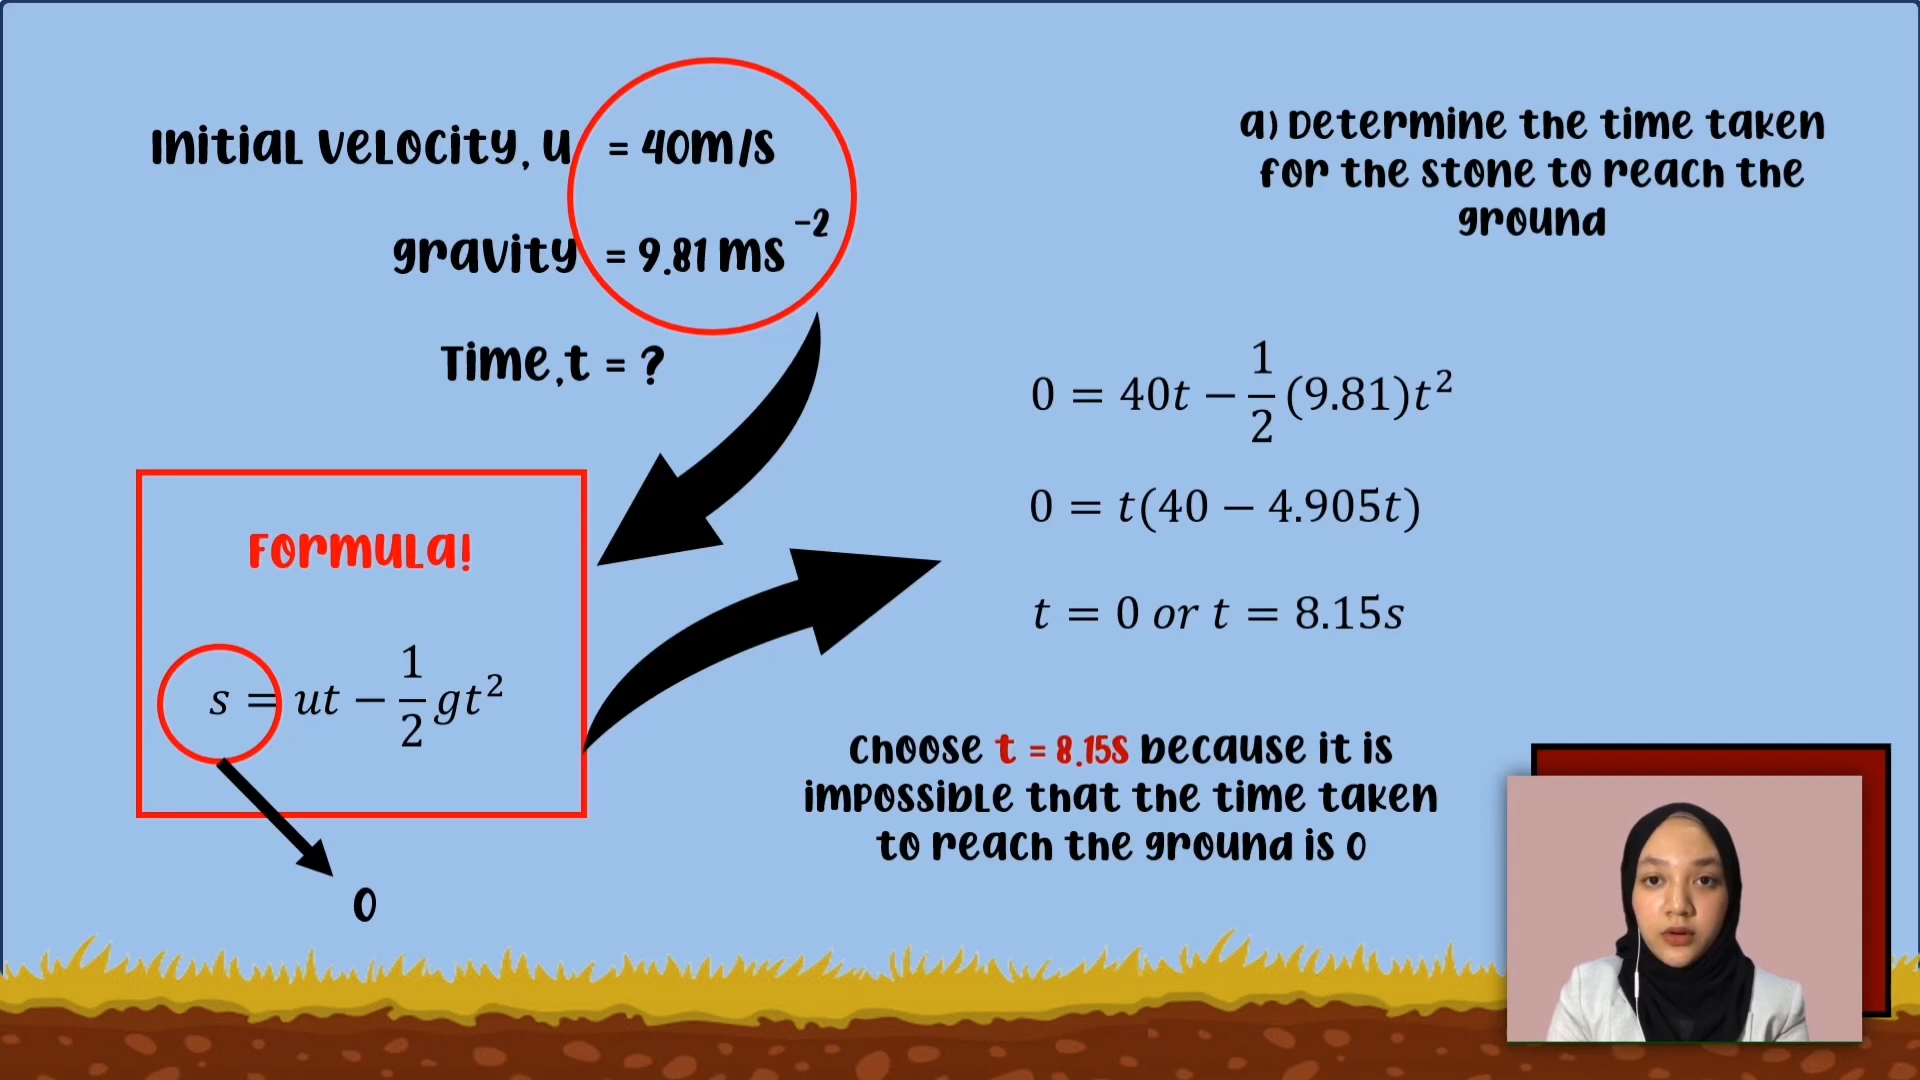 Initial velocity, u = 40m/s
gravity = 9.81 ms⁻²
Time,t = ?
Formula!
s = ut − 1/2 gt²
0
a) Determine the time taken
for the stone to reach the
ground
0 = 40t − 1/2 (9.81)t²
0 = t(40 − 4.905t)
t = 0 or t = 8.15s
choose t = 8.15s because it is
impossible that the time taken
to reach the ground is 0